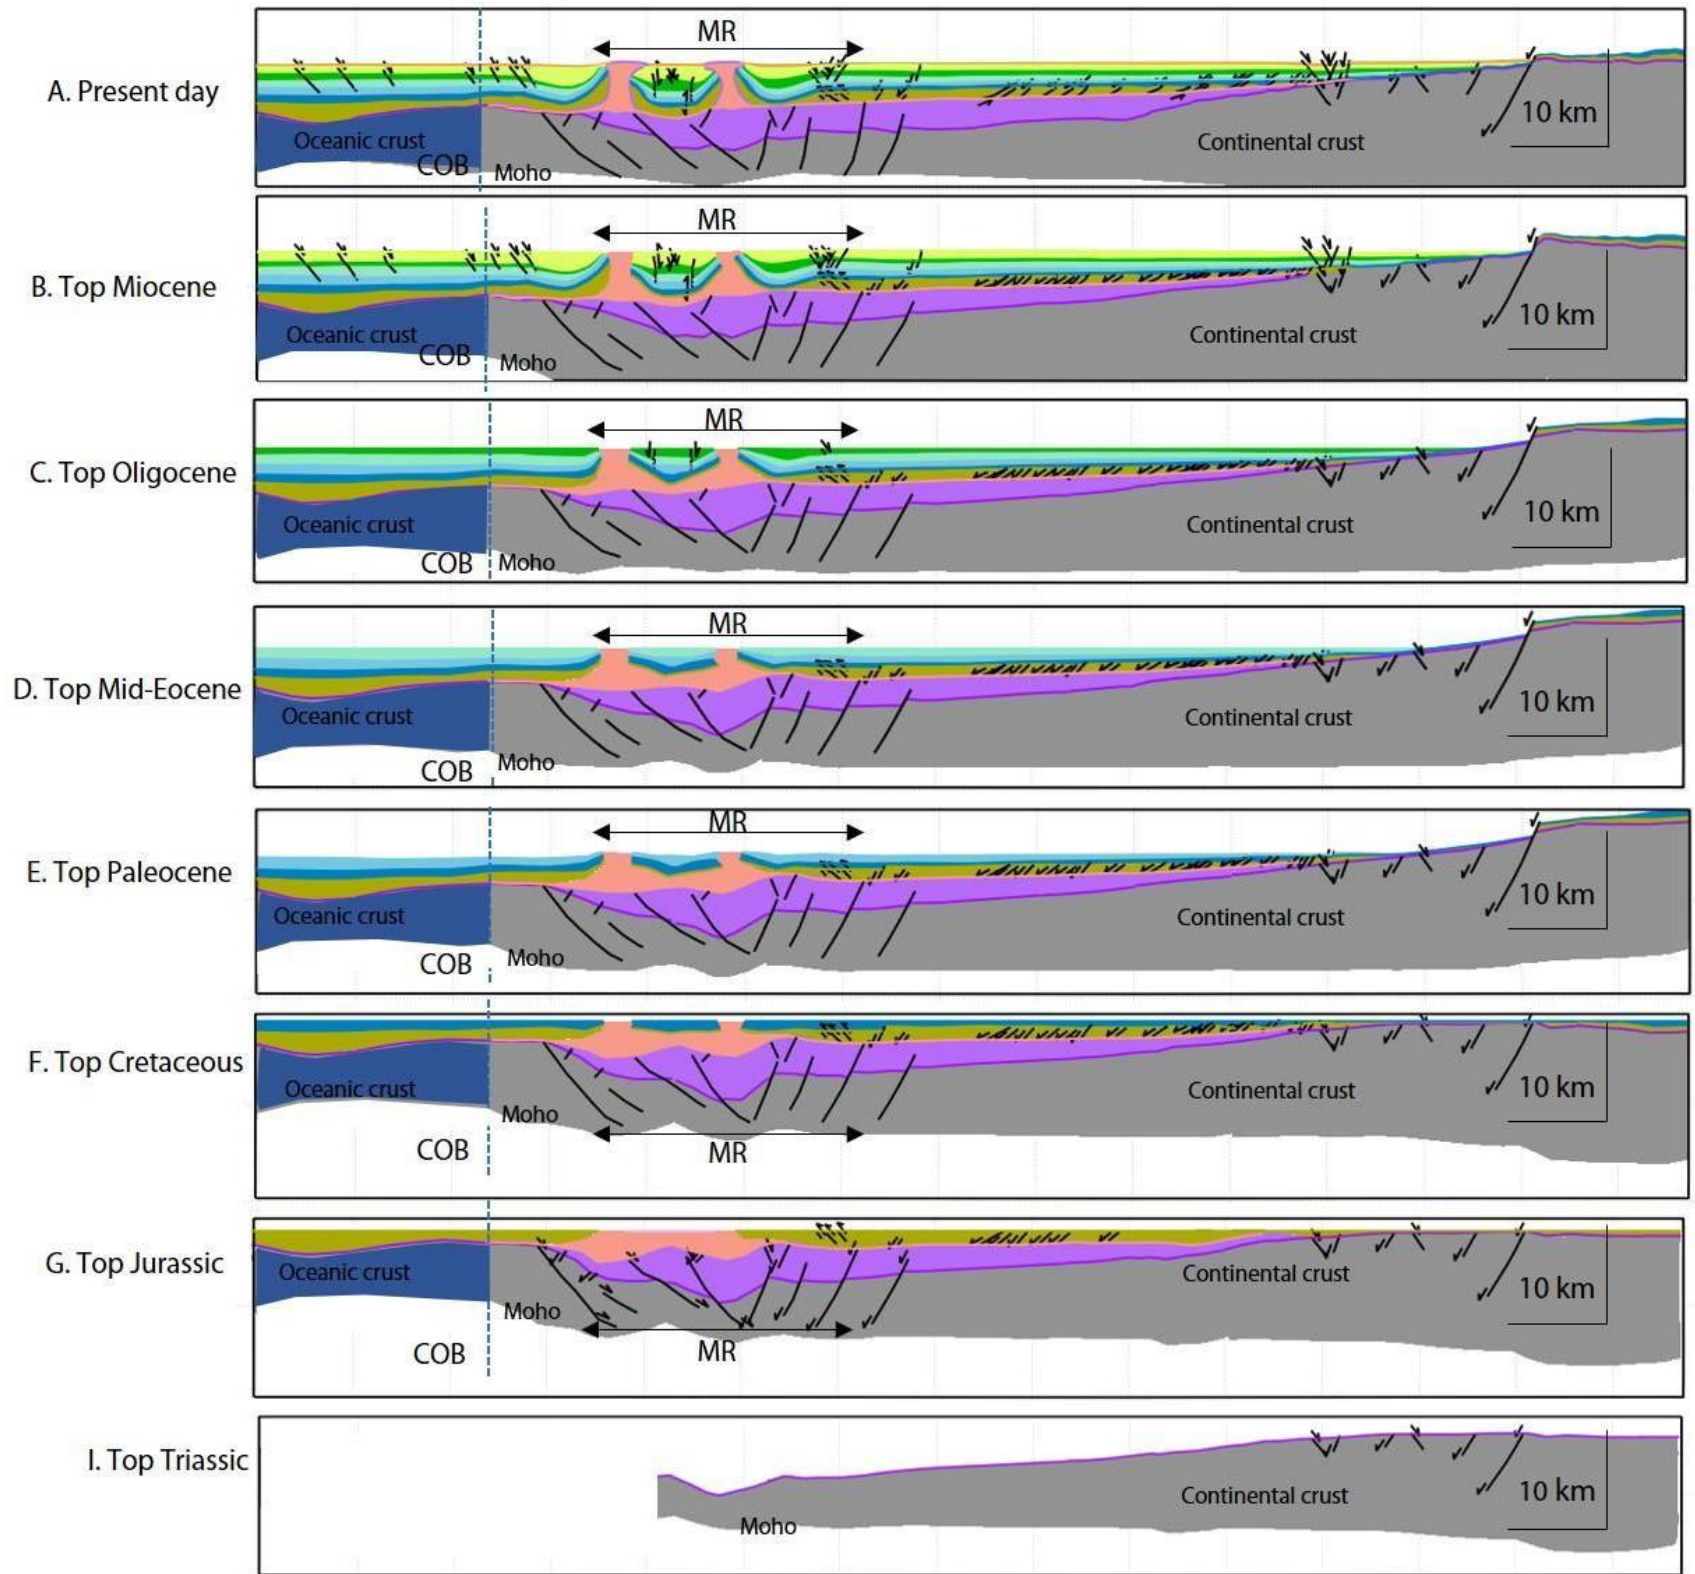 MR
A. Present day
10 km
Oceanic crust
Continental crust
COB
Moho
MR
B. Top Miocene
10 km
Oceanic crust
Continental crust
COB
Moho
MR
C. Top Oligocene
10 km
Oceanic crust
Continental crust
COB
Moho
MR
D. Top Mid-Eocene
10 km
Oceanic crust
Continental crust
COB
Moho
MR
E. Top Paleocene
10 km
Oceanic crust
Continental crust
COB
Moho
F. Top Cretaceous
10 km
Oceanic crust
Continental crust
Moho
COB
MR
G. Top Jurassic
Oceanic crust
Continental crust
10 km
Moho
COB
MR
I. Top Triassic
Continental crust
10 km
Moho